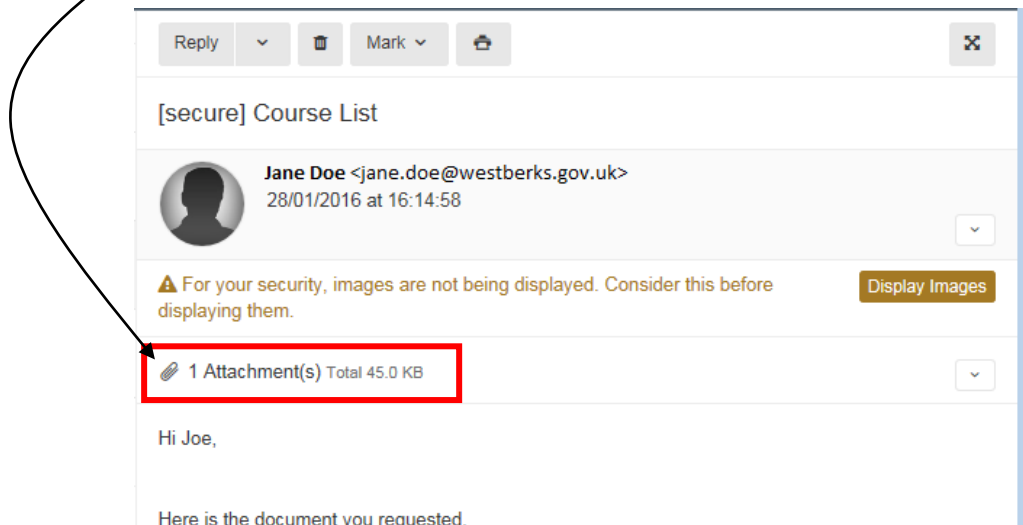 Reply Mark
[secure] Course List
Jane Doe <jane.doe@westberks.gov.uk>
28/01/2016 at 16:14:58
For your security, images are not being displayed. Consider this before
displaying them.
Display Images
1 Attachment(s) Total 45.0 KB
Hi Joe,
Here is the document you requested.